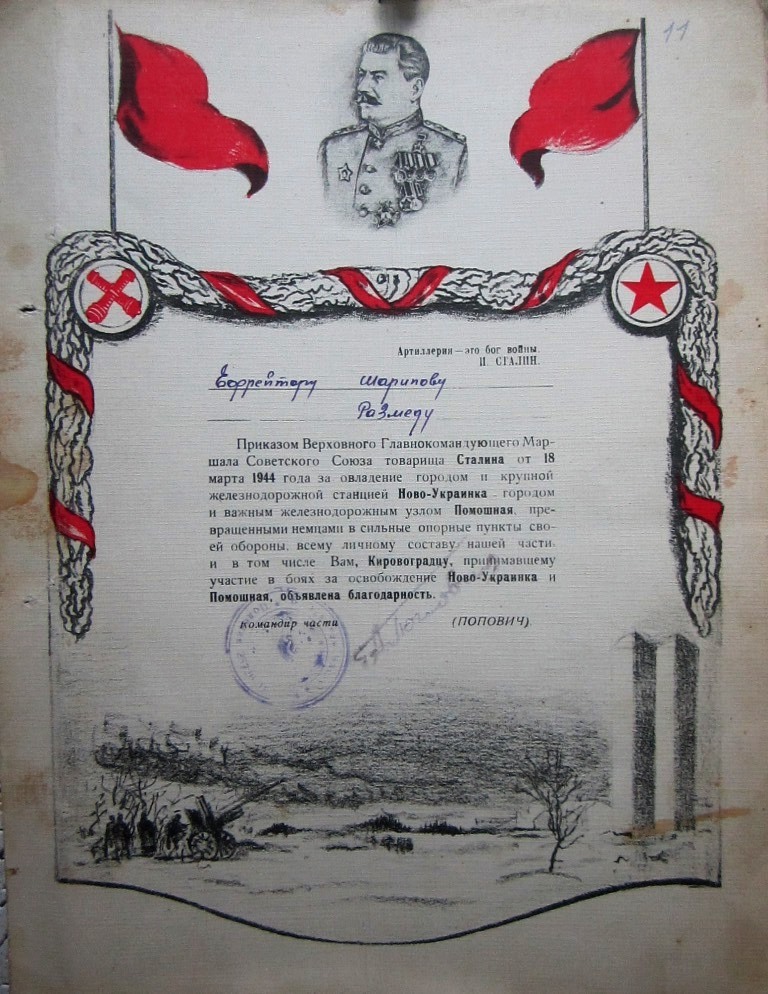 11
Артиллерия — это бог войны.
И. СТАЛИН.
Ефрейтору Шарипову
Размеду
Приказом Верховного Главнокомандующего Мар-
шала Советского Союза товарища Сталина от 18
марта 1944 года за овладение городом и крупной
железнодорожной станцией Ново-Украинка - городом
и важным железнодорожным узлом Помошная, пре-
вращенными немцами в сильные опорные пункты сво-
ей обороны, всему личному составу нашей части,
и в том числе Вам, Кировоградцу, принимавшему
участие в боях за освобождение Ново-Украинка и
Помошная, объявлена благодарность.
Командир части (ПОПОВИЧ).